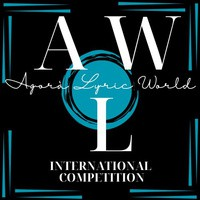 A W
Agorà Lyric World
L
INTERNATIONAL
COMPETITION